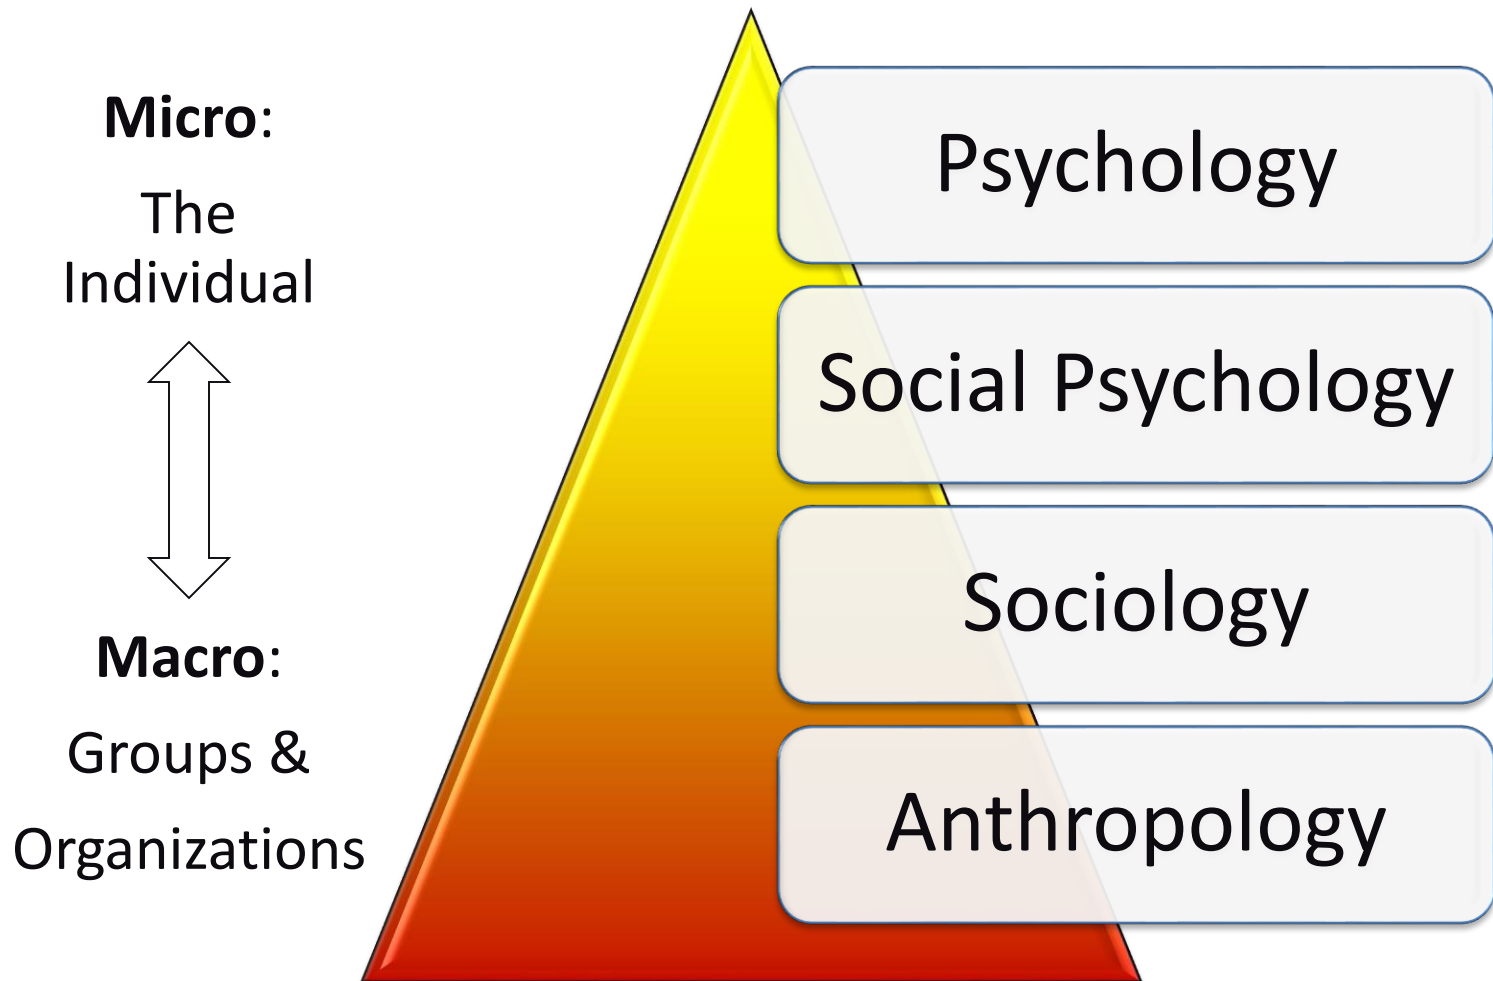 Micro:
The
Individual
Macro:
Groups &
Organizations
Psychology
Social Psychology
Sociology
Anthropology